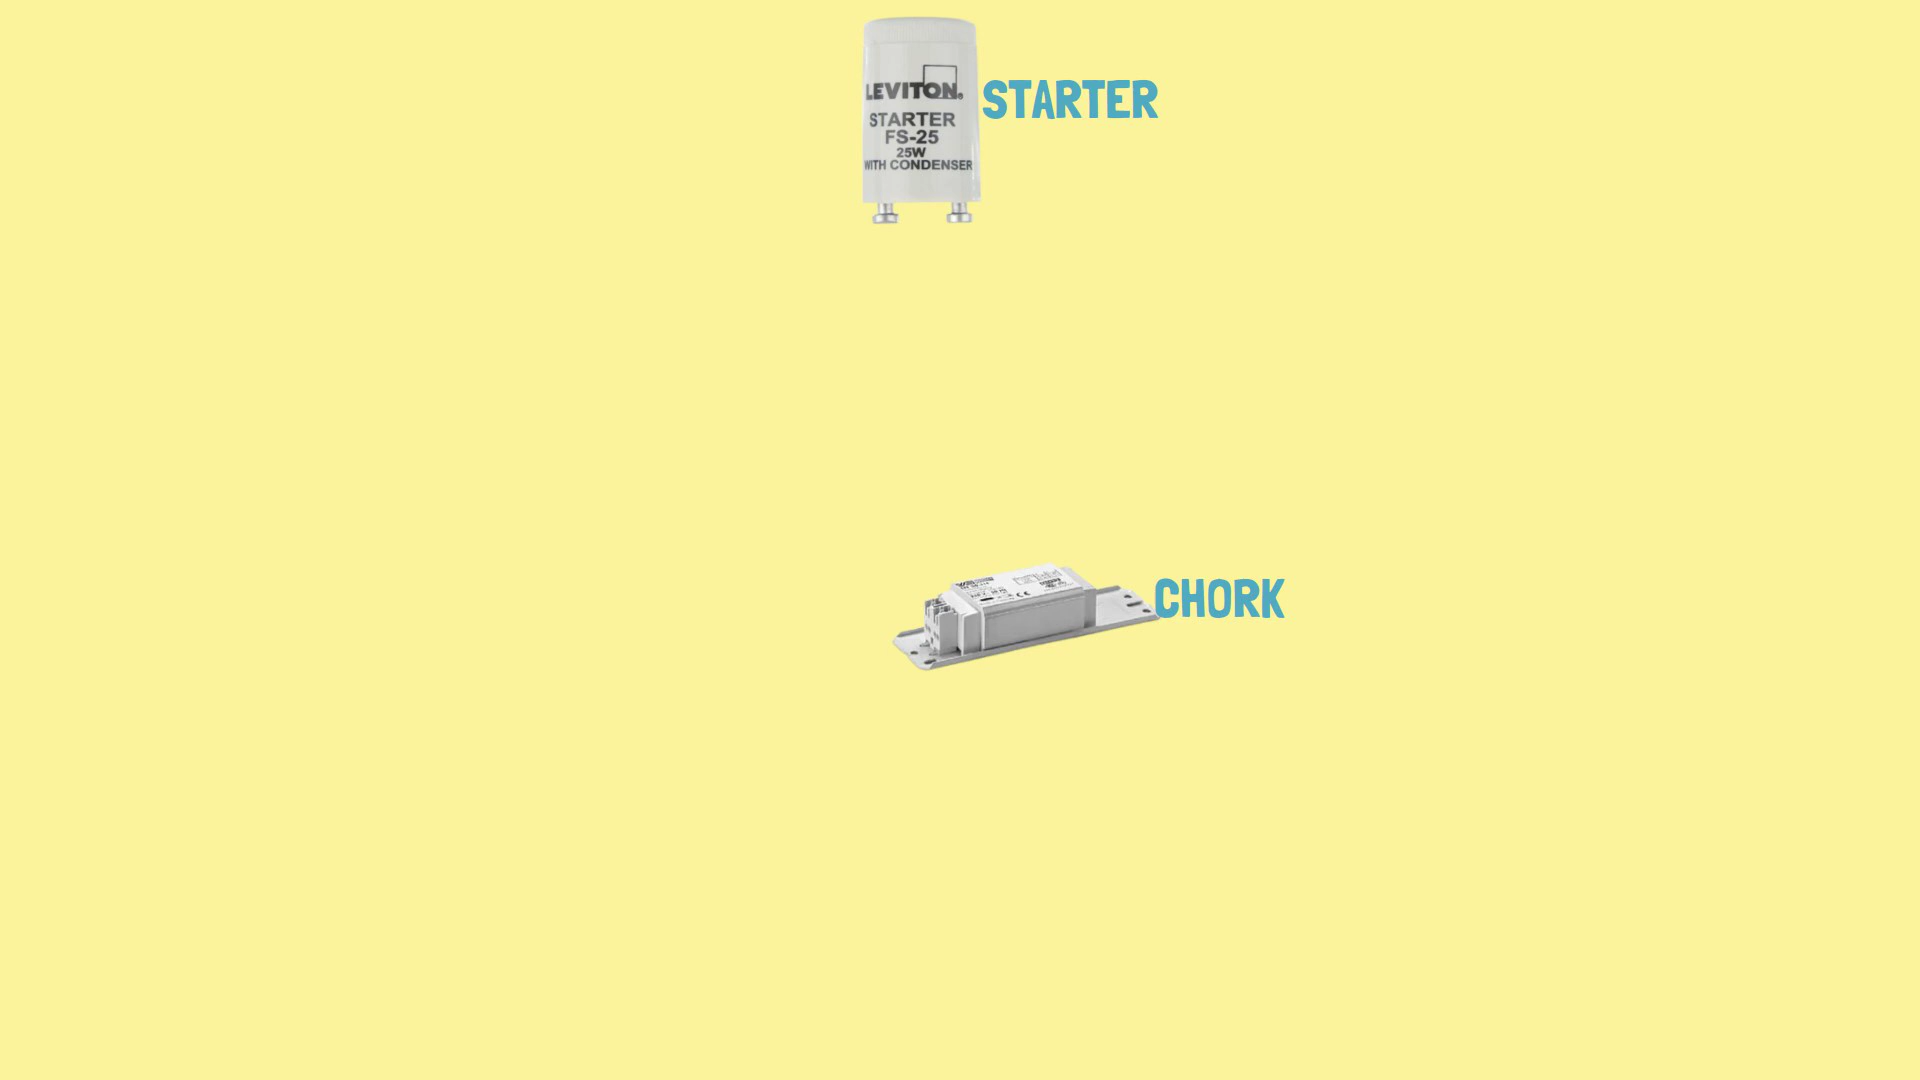 LEVITON®
STARTER
STARTER
FS-25
25W
WITH CONDENSER
CHORK